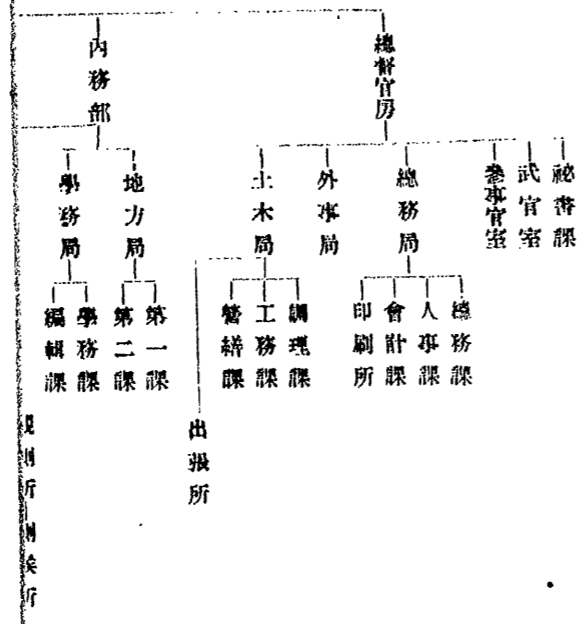 總督官房
祕書課
武官室
參事官室
總務局
總務課
人事課
會計課
印刷所
外事局
土木局
調理課
工務課
營繕課
出張所
內務部
地方局
第一課
第二課
學務局
學務課
編輯課